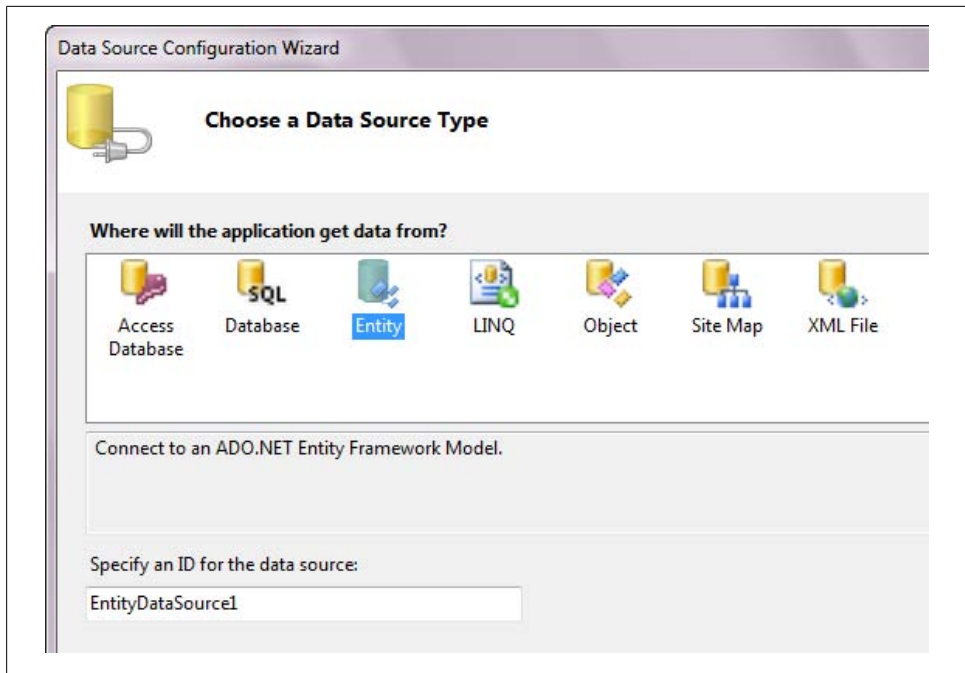 Data Source Configuration Wizard
Choose a Data Source Type
Where will the application get data from?
Access Database
SQL
Database
Entity
LINQ
Object
Site Map
XML File
Connect to an ADO.NET Entity Framework Model.
Specify an ID for the data source:
EntityDataSource1